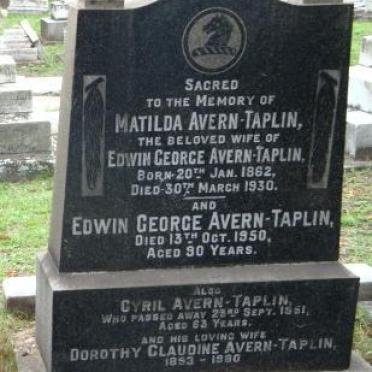 SACRED
TO THE MEMORY OF
MATILDA AVERN-TAPLIN,
THE BELOVED WIFE OF
EDWIN GEORGE AVERN-TAPLIN,
BORN 20TH JAN. 1862,
DIED 30TH MARCH 1930.
AND
EDWIN GEORGE AVERN-TAPLIN,
DIED 13TH OCT. 1950,
AGED 90 YEARS.
ALSO
CYRIL AVERN-TAPLIN,
WHO PASSED AWAY 23RD SEPT. 1951,
AGED 63 YEARS.
AND HIS LOVING WIFE
DOROTHY CLAUDINE AVERN-TAPLIN,
1893 - 1980